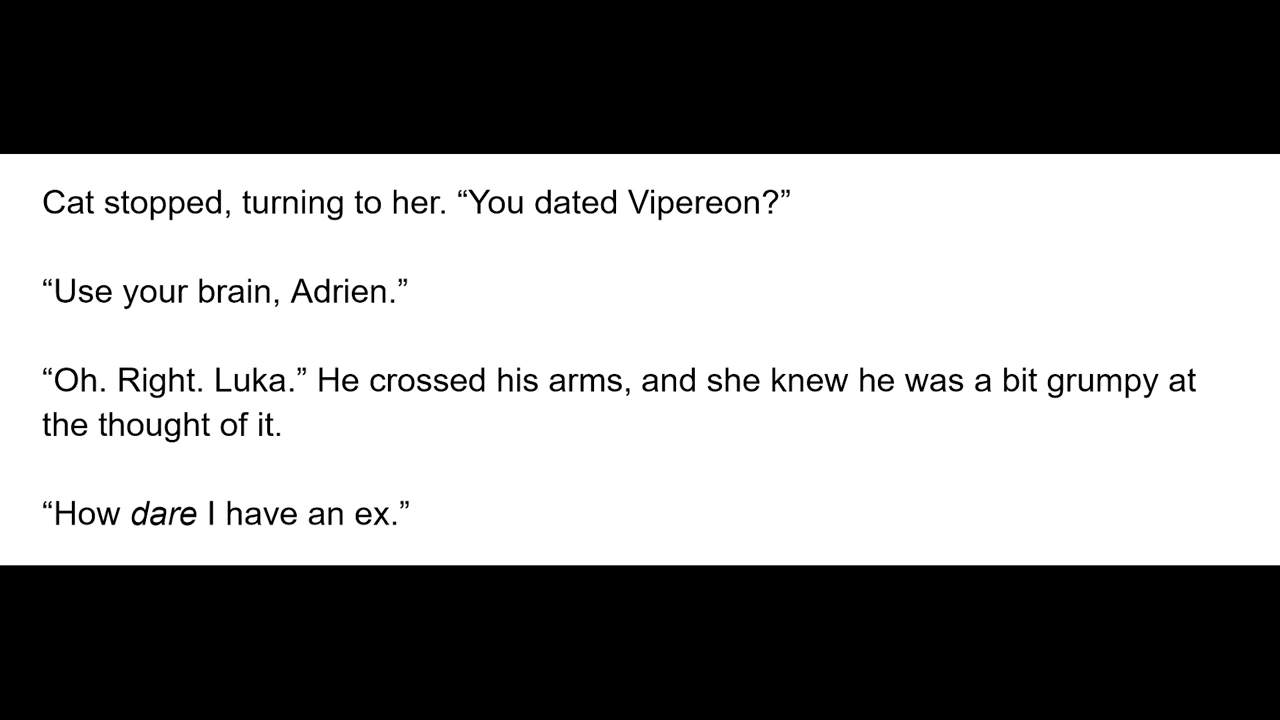 Cat stopped, turning to her. “You dated Vipereon?”
“Use your brain, Adrien.”
“Oh. Right. Luka.” He crossed his arms, and she knew he was a bit grumpy at
the thought of it.
“How dare I have an ex.”